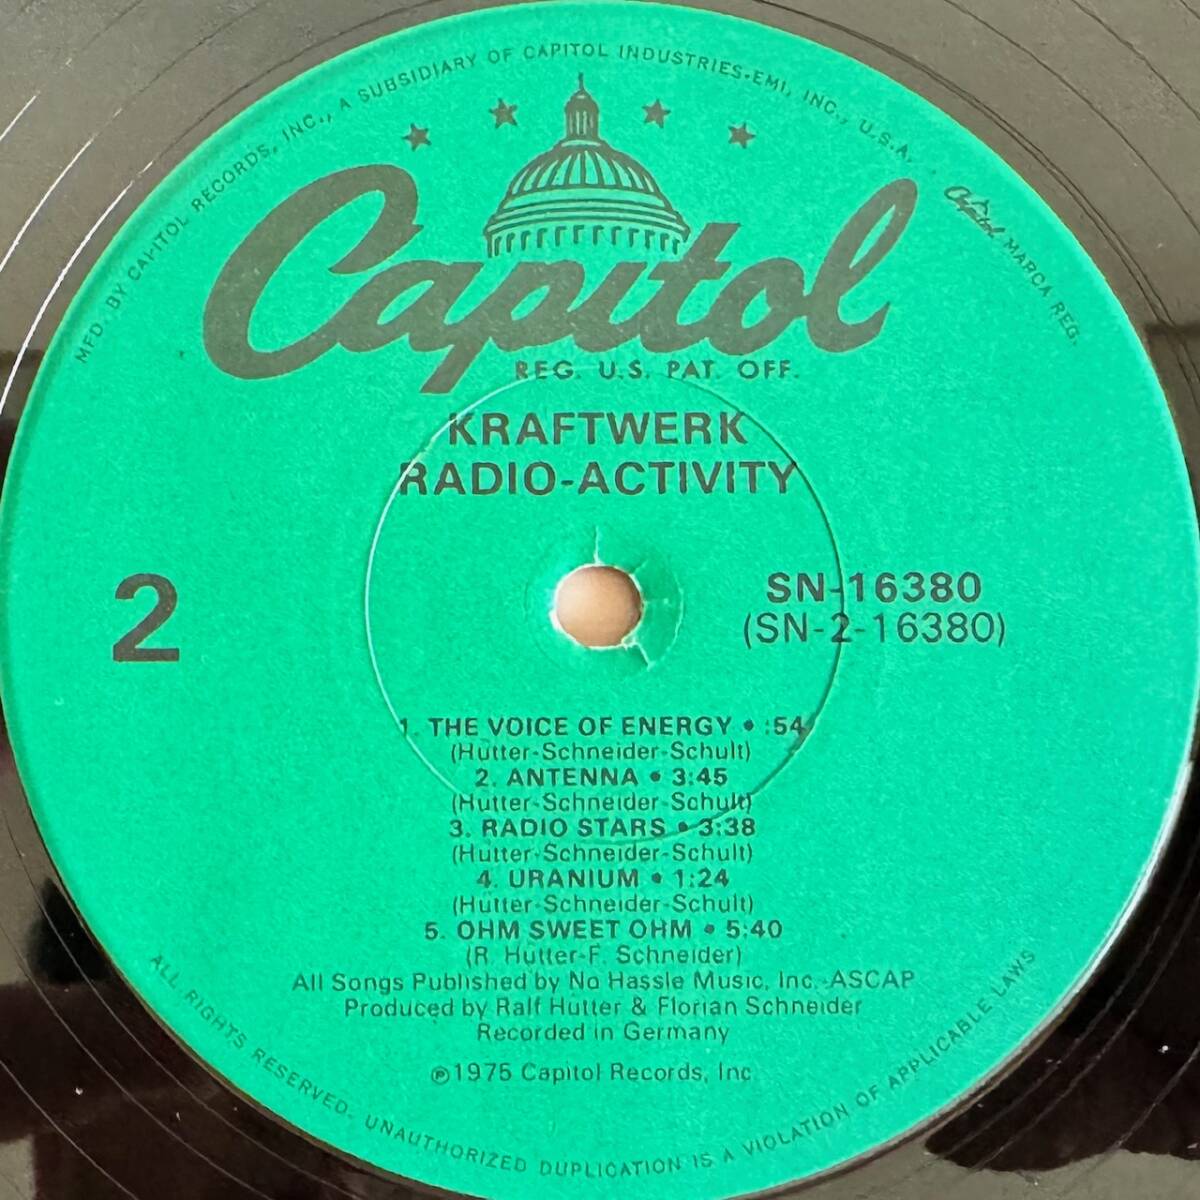 MFD. BY CAPITOL RECORDS, INC., A SUBSIDIARY OF CAPITOL INDUSTRIES-EMI, INC., U.S.A.
Capitol MARCA REG.
Capitol
REG. U.S. PAT. OFF.
KRAFTWERK
RADIO-ACTIVITY
2
SN-16380
(SN-2-16380)
1. THE VOICE OF ENERGY • :54
(Hutter-Schneider-Schult)
2. ANTENNA • 3:45
(Hutter-Schneider-Schult)
3. RADIO STARS • 3:38
(Hutter-Schneider-Schult)
4. URANIUM • 1:24
(Hutter-Schneider-Schult)
5. OHM SWEET OHM • 5:40
(R. Hutter-F. Schneider)
All Songs Published by No Hassle Music, Inc.-ASCAP
Produced by Ralf Hutter & Florian Schneider
Recorded in Germany
℗1975 Capitol Records, Inc.
ALL RIGHTS RESERVED. UNAUTHORIZED DUPLICATION IS A VIOLATION OF APPLICABLE LAWS